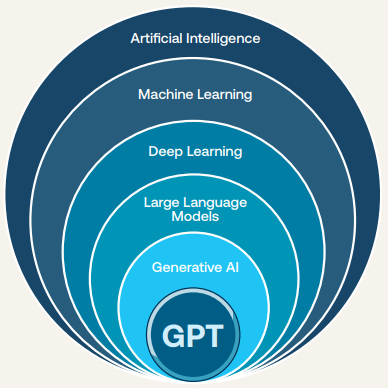 Artificial Intelligence
Machine Learning
Deep Learning
Large Language
Models
Generative AI
GPT